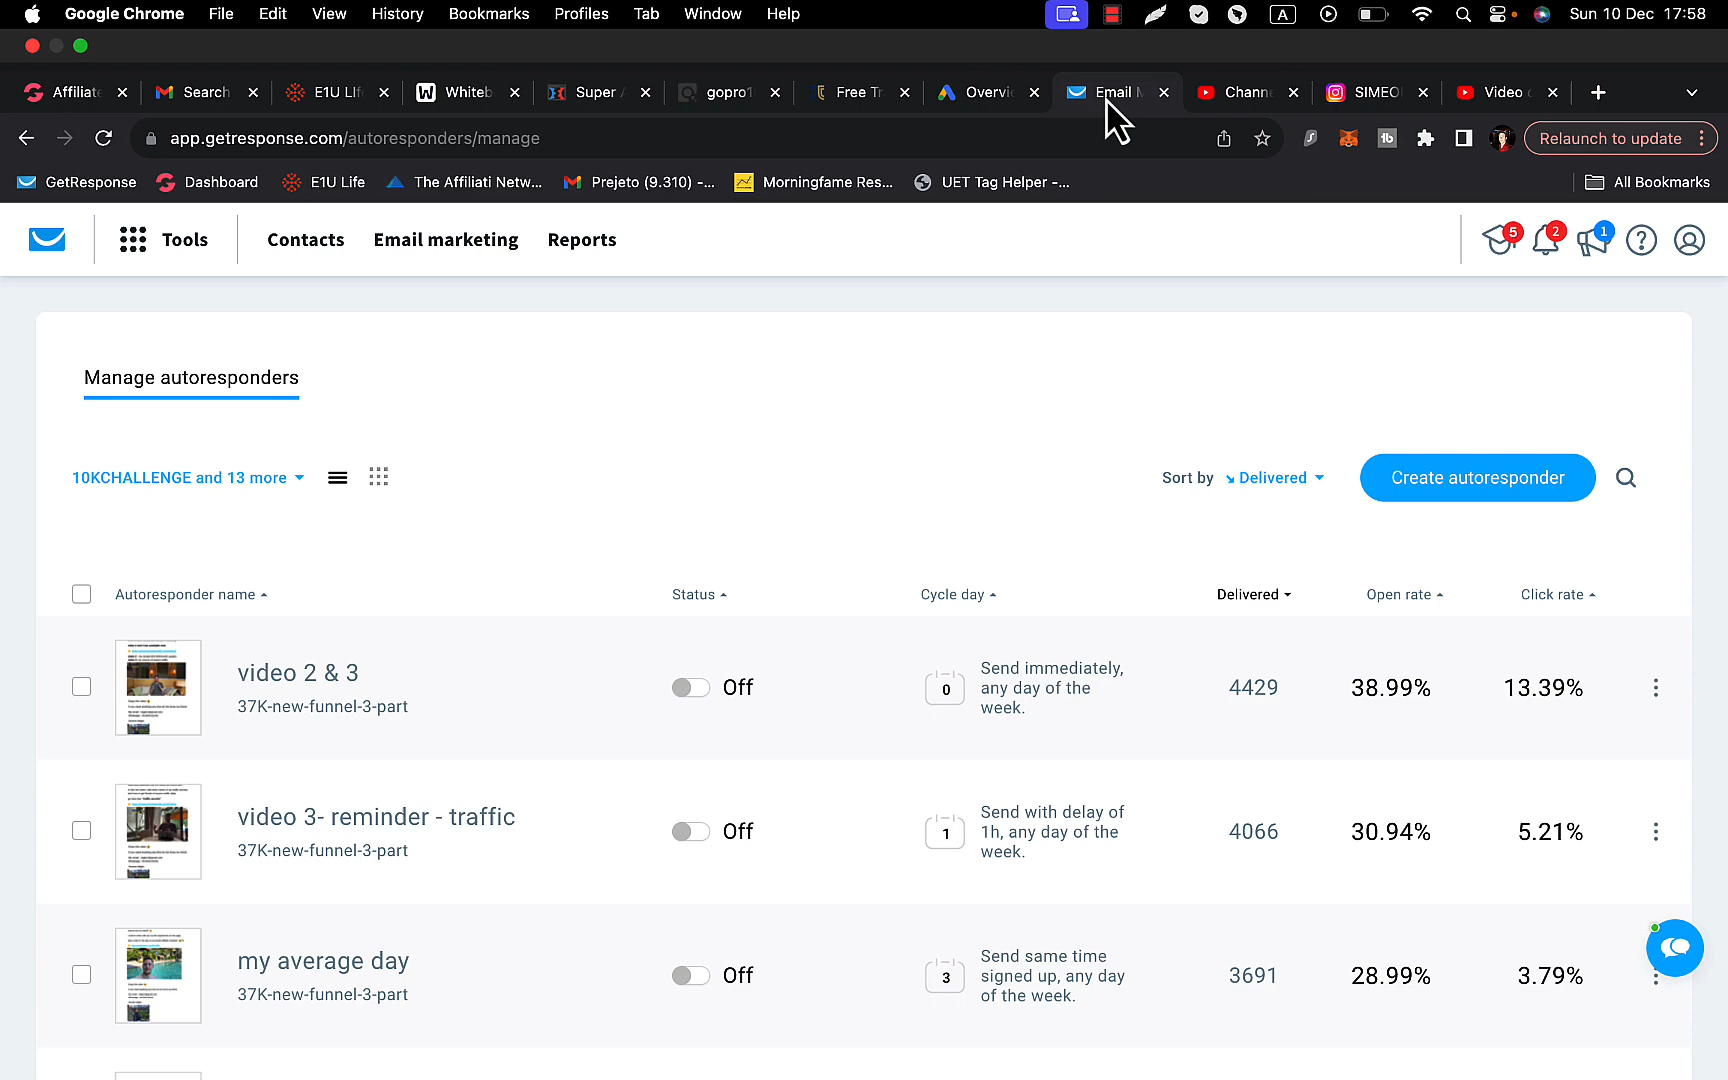 Google Chrome File Edit View History Bookmarks Profiles Tab Window Help A Sun 10 Dec 17:58
Affiliate Search E1U Life Whiteb Super gopro1 Free Tr Overvi Email M Chann SIMEO Video
app.getresponse.com/autoresponders/manage Relaunch to update
GetResponse Dashboard E1U Life The Affiliati Netw... Prejeto (9.310) -... Morningfame Res... UET Tag Helper -... All Bookmarks
Tools Contacts Email marketing Reports 5 2 1
Manage autoresponders
10KCHALLENGE and 13 more Sort by Delivered Create autoresponder
Autoresponder name Status Cycle day Delivered Open rate Click rate
video 2 & 3
37K-new-funnel-3-part
Off
0
Send immediately,
any day of the
week.
4429 38.99% 13.39%
video 3- reminder - traffic
37K-new-funnel-3-part
Off
1
Send with delay of
1h, any day of the
week.
4066 30.94% 5.21%
my average day
37K-new-funnel-3-part
Off
3
Send same time
signed up, any day
of the week.
3691 28.99% 3.79%